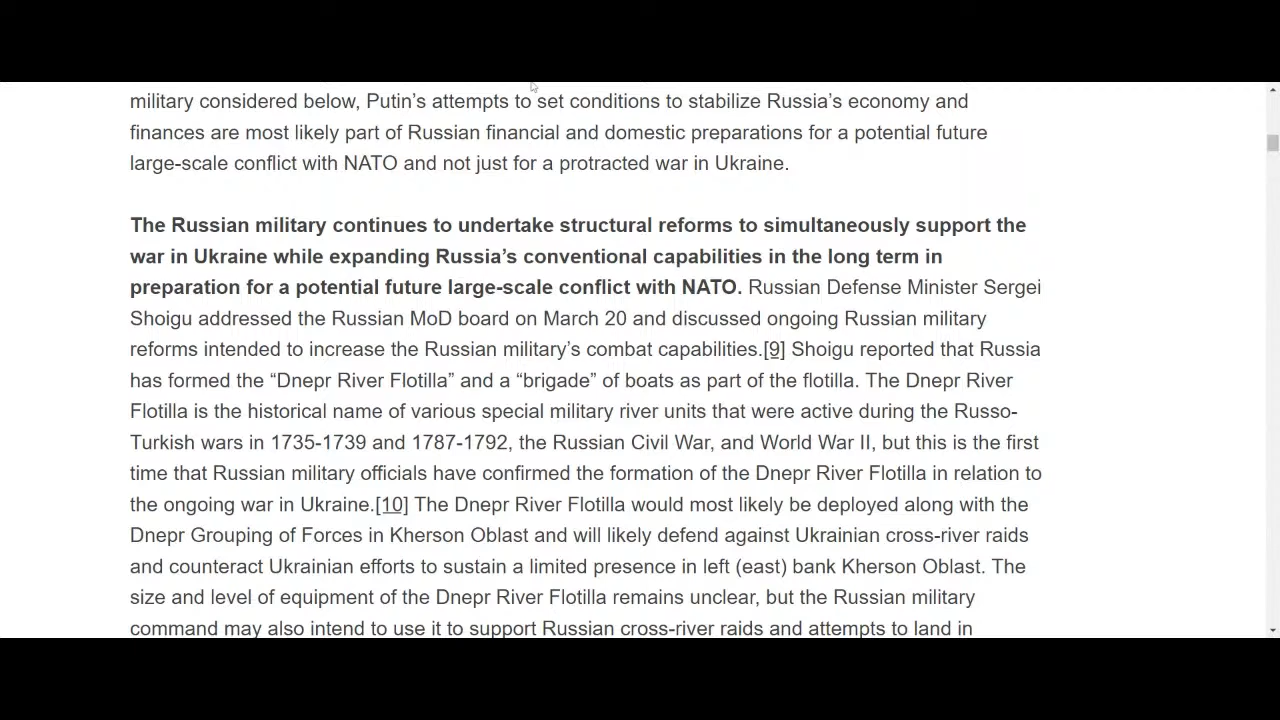 military considered below, Putin’s attempts to set conditions to stabilize Russia’s economy and
finances are most likely part of Russian financial and domestic preparations for a potential future
large-scale conflict with NATO and not just for a protracted war in Ukraine.
The Russian military continues to undertake structural reforms to simultaneously support the
war in Ukraine while expanding Russia’s conventional capabilities in the long term in
preparation for a potential future large-scale conflict with NATO. Russian Defense Minister Sergei
Shoigu addressed the Russian MoD board on March 20 and discussed ongoing Russian military
reforms intended to increase the Russian military’s combat capabilities.[9] Shoigu reported that Russia
has formed the “Dnepr River Flotilla” and a “brigade” of boats as part of the flotilla. The Dnepr River
Flotilla is the historical name of various special military river units that were active during the Russo-
Turkish wars in 1735-1739 and 1787-1792, the Russian Civil War, and World War II, but this is the first
time that Russian military officials have confirmed the formation of the Dnepr River Flotilla in relation to
the ongoing war in Ukraine.[10] The Dnepr River Flotilla would most likely be deployed along with the
Dnepr Grouping of Forces in Kherson Oblast and will likely defend against Ukrainian cross-river raids
and counteract Ukrainian efforts to sustain a limited presence in left (east) bank Kherson Oblast. The
size and level of equipment of the Dnepr River Flotilla remains unclear, but the Russian military
command may also intend to use it to support Russian cross-river raids and attempts to land in